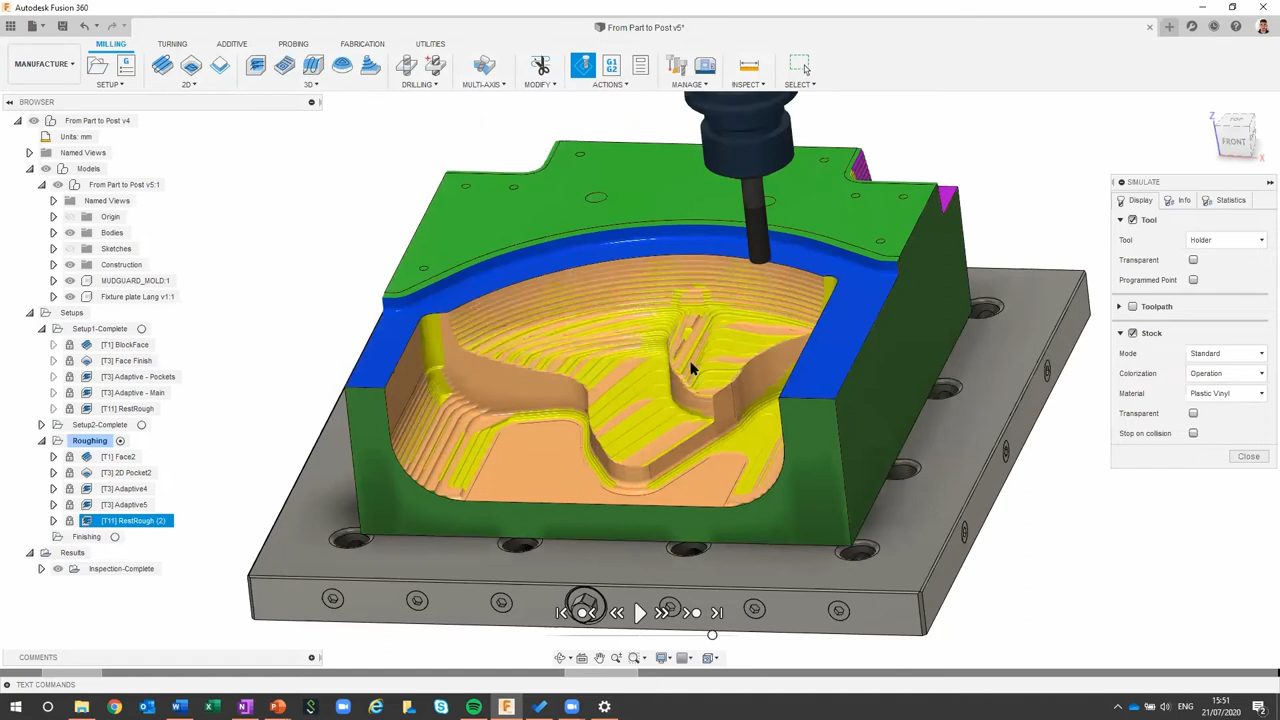 Autodesk Fusion 360
From Part to Post v5*
MILLING
TURNING
ADDITIVE
PROBING
FABRICATION
UTILITIES
MANUFACTURE
G
G1
G2
SETUP
2D
3D
DRILLING
MULTI-AXIS
MODIFY
ACTIONS
MANAGE
INSPECT
SELECT
BROWSER
From Part to Post v4
Units: mm
Named Views
Models
From Part to Post v5:1
Named Views
Origin
Bodies
Sketches
Construction
MUDGUARD_MOLD:1
Fixture plate Lang v1:1
Setups
Setup1-Complete
[T1] BlockFace
[T3] Face Finish
[T3] Adaptive - Pockets
[T3] Adaptive - Main
[T11] RestRough
Setup2-Complete
Roughing
[T1] Face2
[T3] 2D Pocket2
[T3] Adaptive4
[T3] Adaptive5
[T11] RestRough (2)
Finishing
Results
Inspection-Complete
Z
TOP
FRONT
X
SIMULATE
Display
Info
Statistics
Tool
Tool
Holder
Transparent
Programmed Point
Toolpath
Stock
Mode
Standard
Colorization
Operation
Material
Plastic Vinyl
Transparent
Stop on collision
Close
COMMENTS
TEXT COMMANDS
ENG
15:51
21/07/2020
2